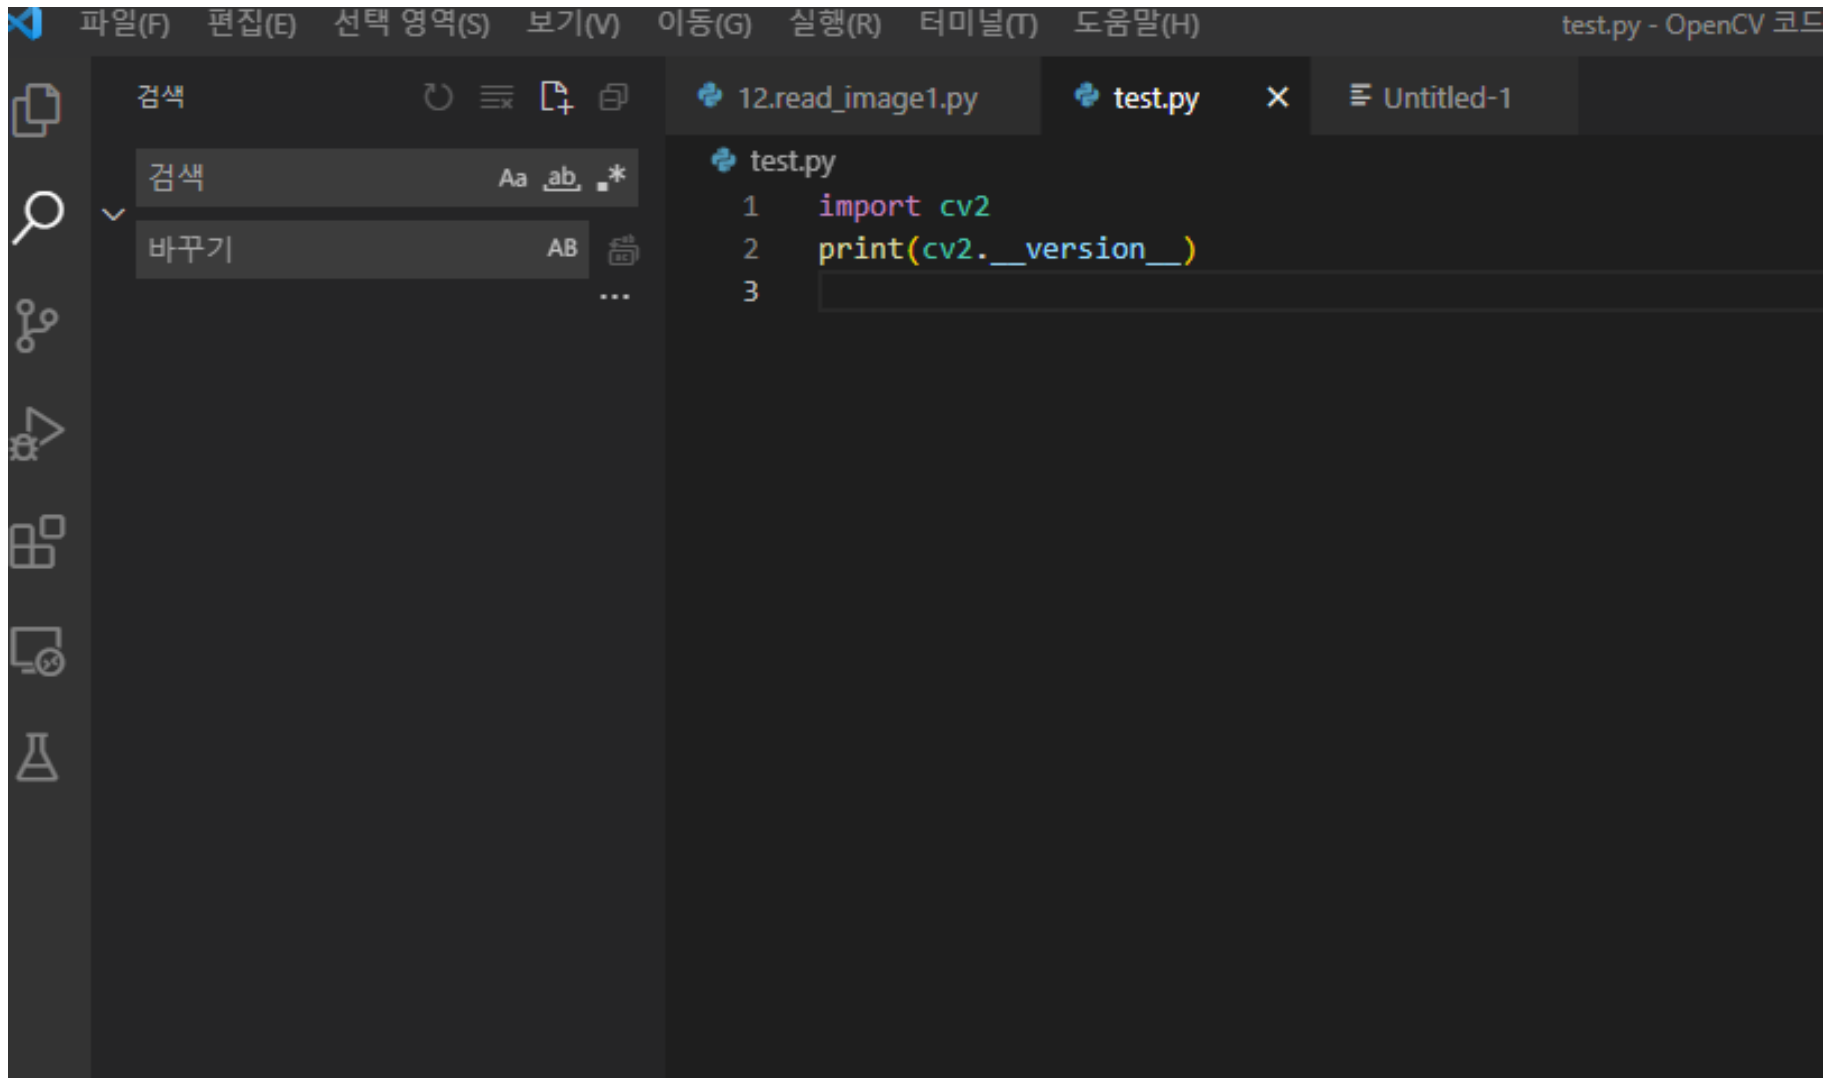 파일(F) 편집(E) 선택 영역(S) 보기(V) 이동(G) 실행(R) 터미널(T) 도움말(H) test.py - OpenCV 코드
검색
12.read_image1.py test.py Untitled-1
검색 Aa ab .*
바꾸기 AB
...
test.py
1 import cv2
2 print(cv2.__version__)
3